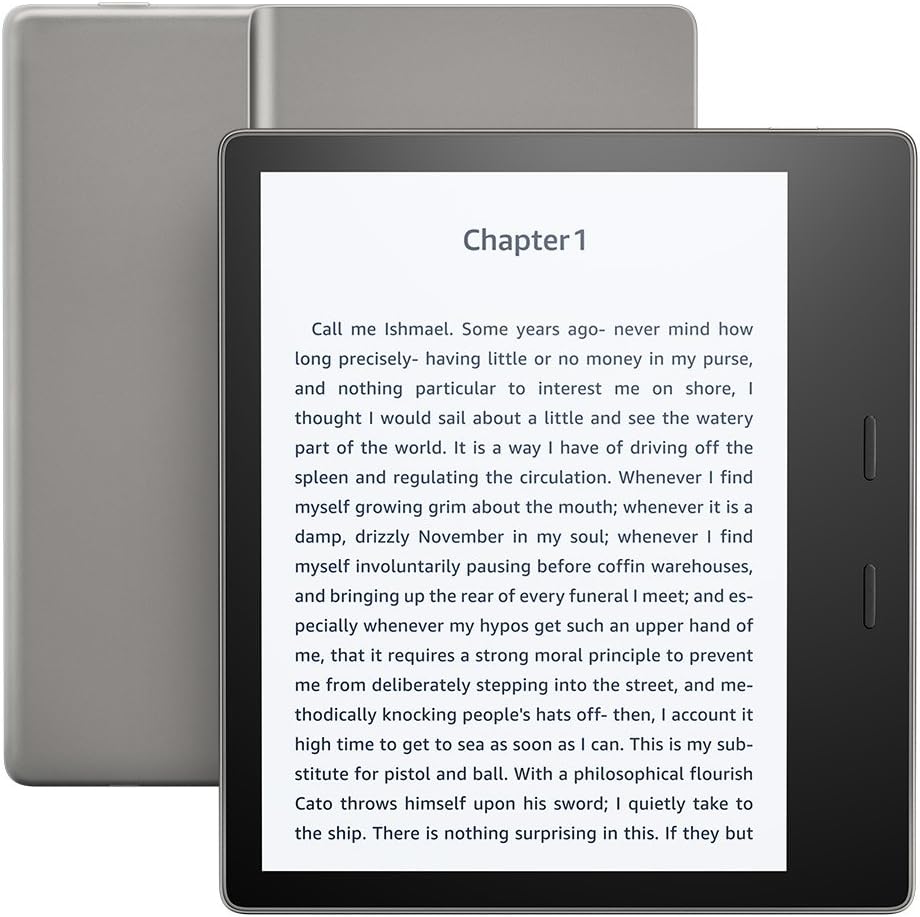 Chapter 1
Call me Ishmael. Some years ago- never mind how
long precisely- having little or no money in my purse,
and nothing particular to interest me on shore, I
thought I would sail about a little and see the watery
part of the world. It is a way I have of driving off the
spleen and regulating the circulation. Whenever I find
myself growing grim about the mouth; whenever it is a
damp, drizzly November in my soul; whenever I find
myself involuntarily pausing before coffin warehouses,
and bringing up the rear of every funeral I meet; and es-
pecially whenever my hypos get such an upper hand of
me, that it requires a strong moral principle to prevent
me from deliberately stepping into the street, and me-
thodically knocking people's hats off- then, I account it
high time to get to sea as soon as I can. This is my sub-
stitute for pistol and ball. With a philosophical flourish
Cato throws himself upon his sword; I quietly take to
the ship. There is nothing surprising in this. If they but